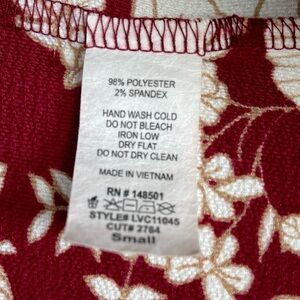 98% POLYESTER
2% SPANDEX
HAND WASH COLD
DO NOT BLEACH
IRON LOW
DRY FLAT
DO NOT DRY CLEAN
MADE IN VIETNAM
RN # 148501
STYLE# LVC11045
CUT# 2764
Small